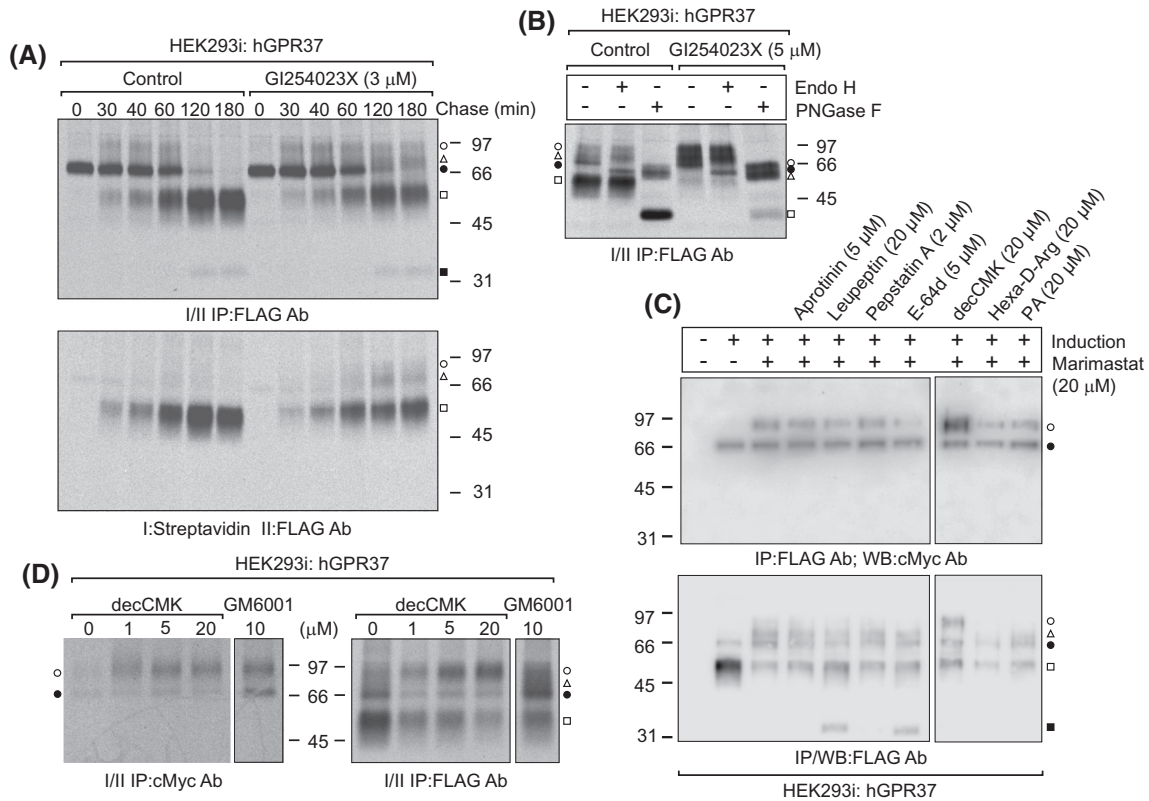 (A)
HEK293i: hGPR37
Control GI254023X (3 µM)
0 30 40 60 120 180 0 30 40 60 120 180 Chase (min)
97
66
45
31
I/II IP:FLAG Ab
97
66
45
31
I:Streptavidin II:FLAG Ab
(B)
HEK293i: hGPR37
Control GI254023X (5 µM)
- + - - + - Endo H
- - + - - + PNGase F
97
66
45
I/II IP:FLAG Ab
(C)
Aprotinin (5 µM)
Leupeptin (20 µM)
Pepstatin A (2 µM)
E-64d (5 µM)
decCMK (20 µM)
Hexa-D-Arg (20 µM)
PA (20 µM)
- + + + + + + + + + Induction
- - + + + + + + + + Marimastat
(20 µM)
97
66
45
31
IP:FLAG Ab; WB:cMyc Ab
97
66
45
31
IP/WB:FLAG Ab
HEK293i: hGPR37
(D)
HEK293i: hGPR37
decCMK GM6001 decCMK GM6001
0 1 5 20 10 (µM) 0 1 5 20 10
97
66
45
I/II IP:cMyc Ab I/II IP:FLAG Ab